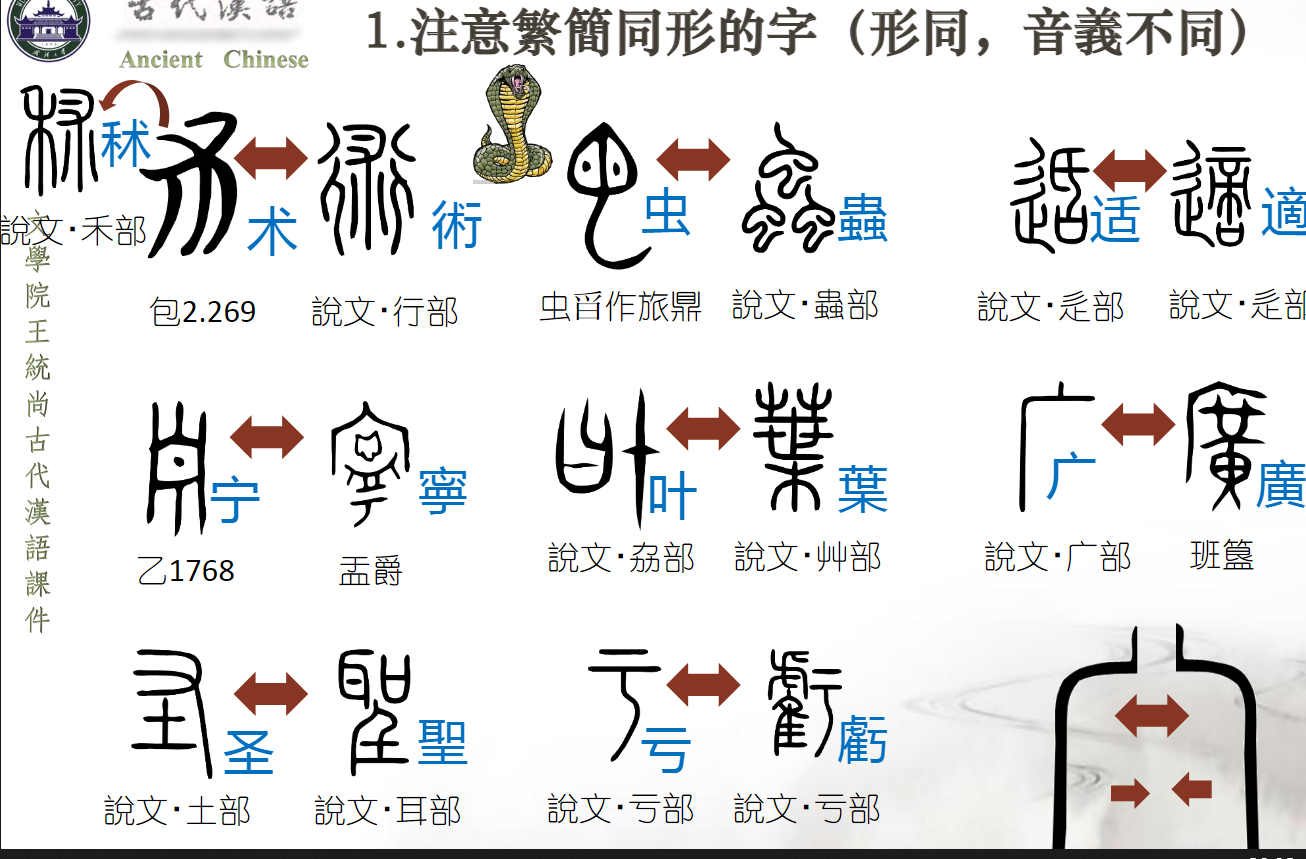 古代漢語
Ancient Chinese
1.注意繁簡同形的字（形同，音義不同）
秫
术
術
虫
蟲
适
適
說文·禾部
包2.269
說文·行部
虫爯作旅鼎
說文·蟲部
說文·辵部
說文·辵部
宁
寧
叶
葉
广
廣
乙1768
盂爵
說文·劦部
說文·艸部
說文·广部
班簋
圣
聖
亏
虧
說文·土部
說文·耳部
說文·亏部
說文·亏部
文學院王統尚古代漢語課件